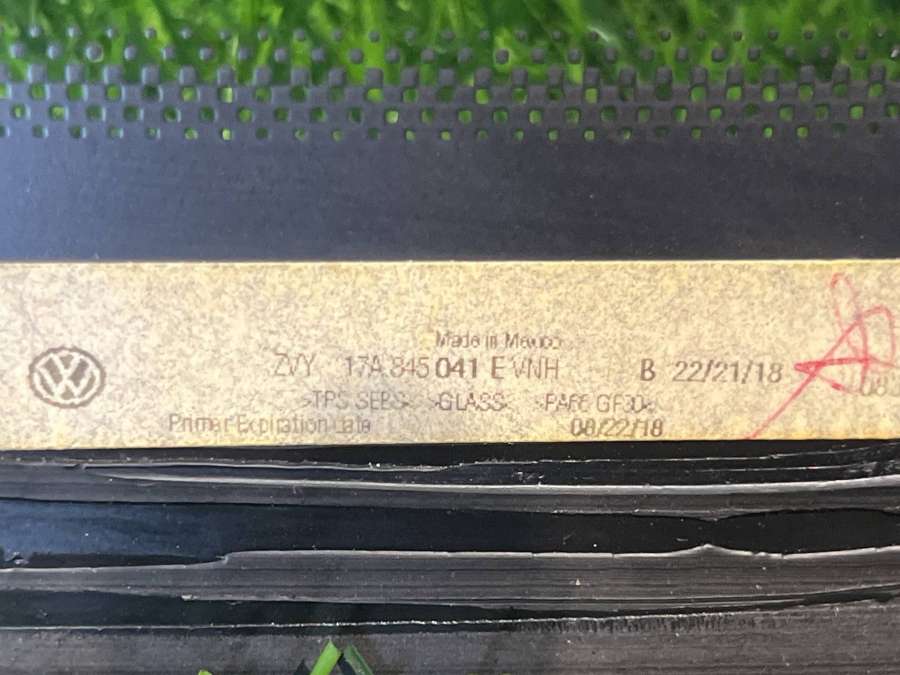 Made in Mexico
ZVY 17A 845 041 E VNH B 22/21/18
>TPS SEBS< >GLASS< >PA66 GF30<
Primer Expiration Date 08/22/18